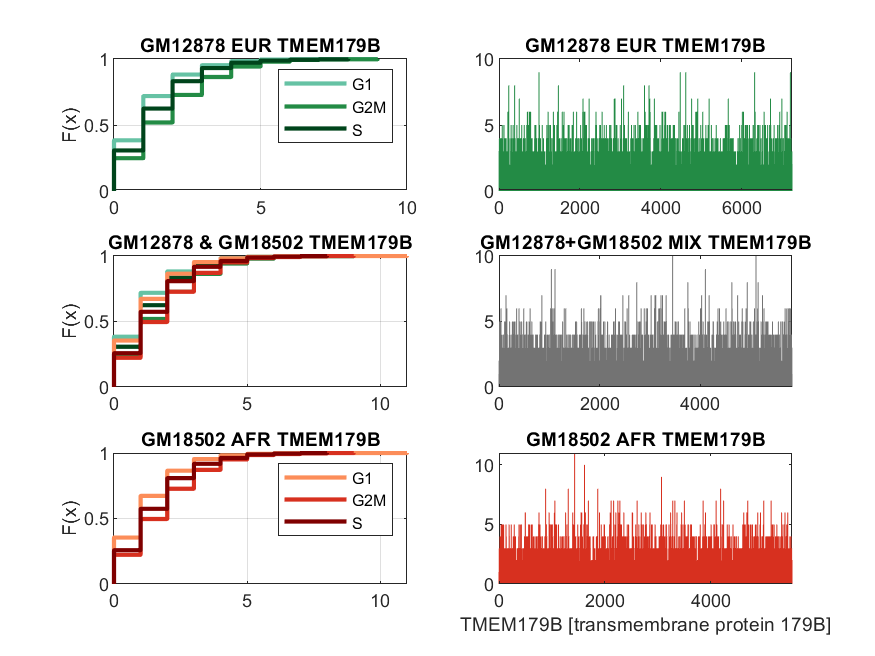 GM12878 EUR TMEM179B
1
0.5
0
F(x)
0 5 10
G1
G2M
S
GM12878 EUR TMEM179B
10
5
0
0 2000 4000 6000
GM12878 & GM18502 TMEM179B
1
0.5
0
F(x)
0 5 10
GM12878+GM18502 MIX TMEM179B
10
5
0
0 2000 4000
GM18502 AFR TMEM179B
1
0.5
0
F(x)
0 5 10
G1
G2M
S
GM18502 AFR TMEM179B
10
5
0
0 2000 4000
TMEM179B [transmembrane protein 179B]